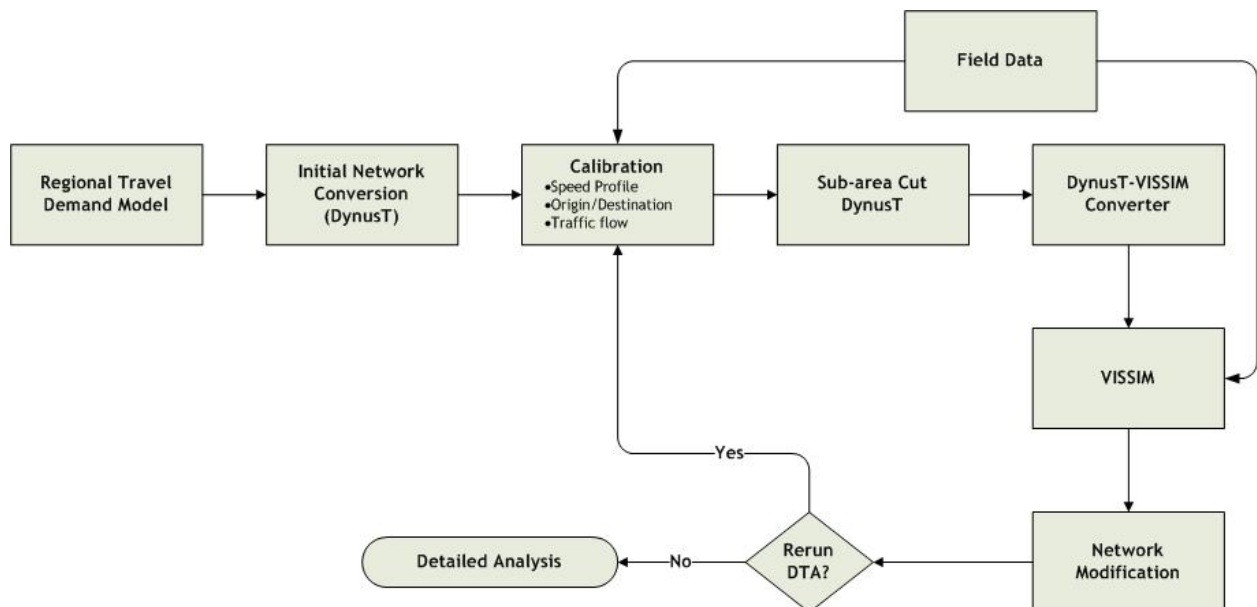 Field Data
Regional Travel
Demand Model
Initial Network
Conversion
(DynusT)
Calibration
•Speed Profile
•Origin/Destination
•Traffic flow
Sub-area Cut
DynusT
DynusT-VISSIM
Converter
VISSIM
Yes
Detailed Analysis
No
Rerun
DTA?
Network
Modification